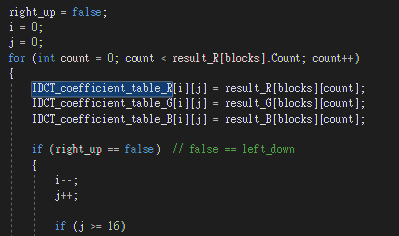 right_up = false;
i = 0;
j = 0;
for (int count = 0; count < result_R[blocks].Count; count++)
{
IDCT_coefficient_table_R[i][j] = result_R[blocks][count];
IDCT_coefficient_table_G[i][j] = result_G[blocks][count];
IDCT_coefficient_table_B[i][j] = result_B[blocks][count];
if (right_up == false) // false == left_down
{
i--;
j++;
if (j >= 16)